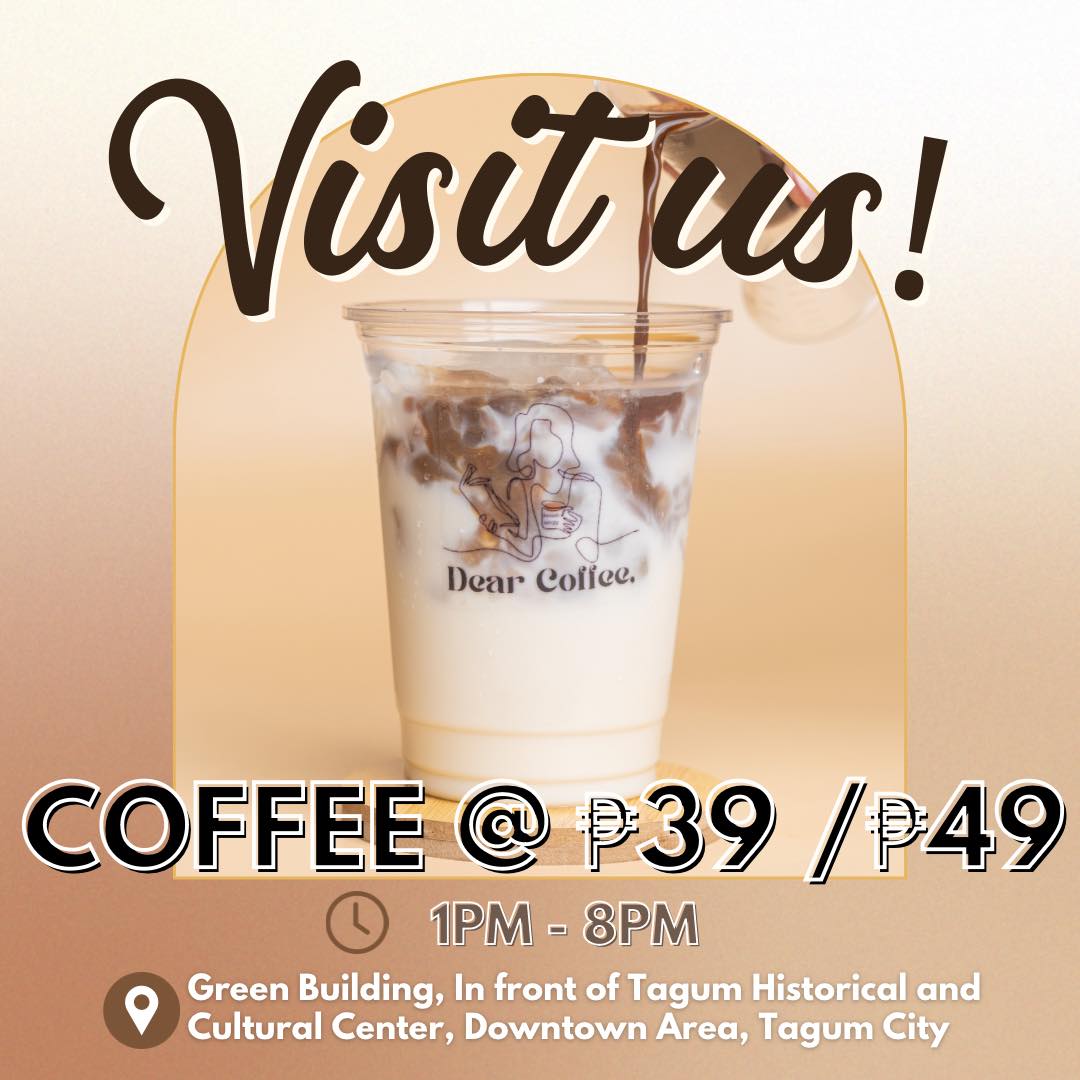 Visit us!
Dear Coffee.
COFFEE @ ₱39 /₱49
1PM - 8PM
Green Building, In front of Tagum Historical and
Cultural Center, Downtown Area, Tagum City